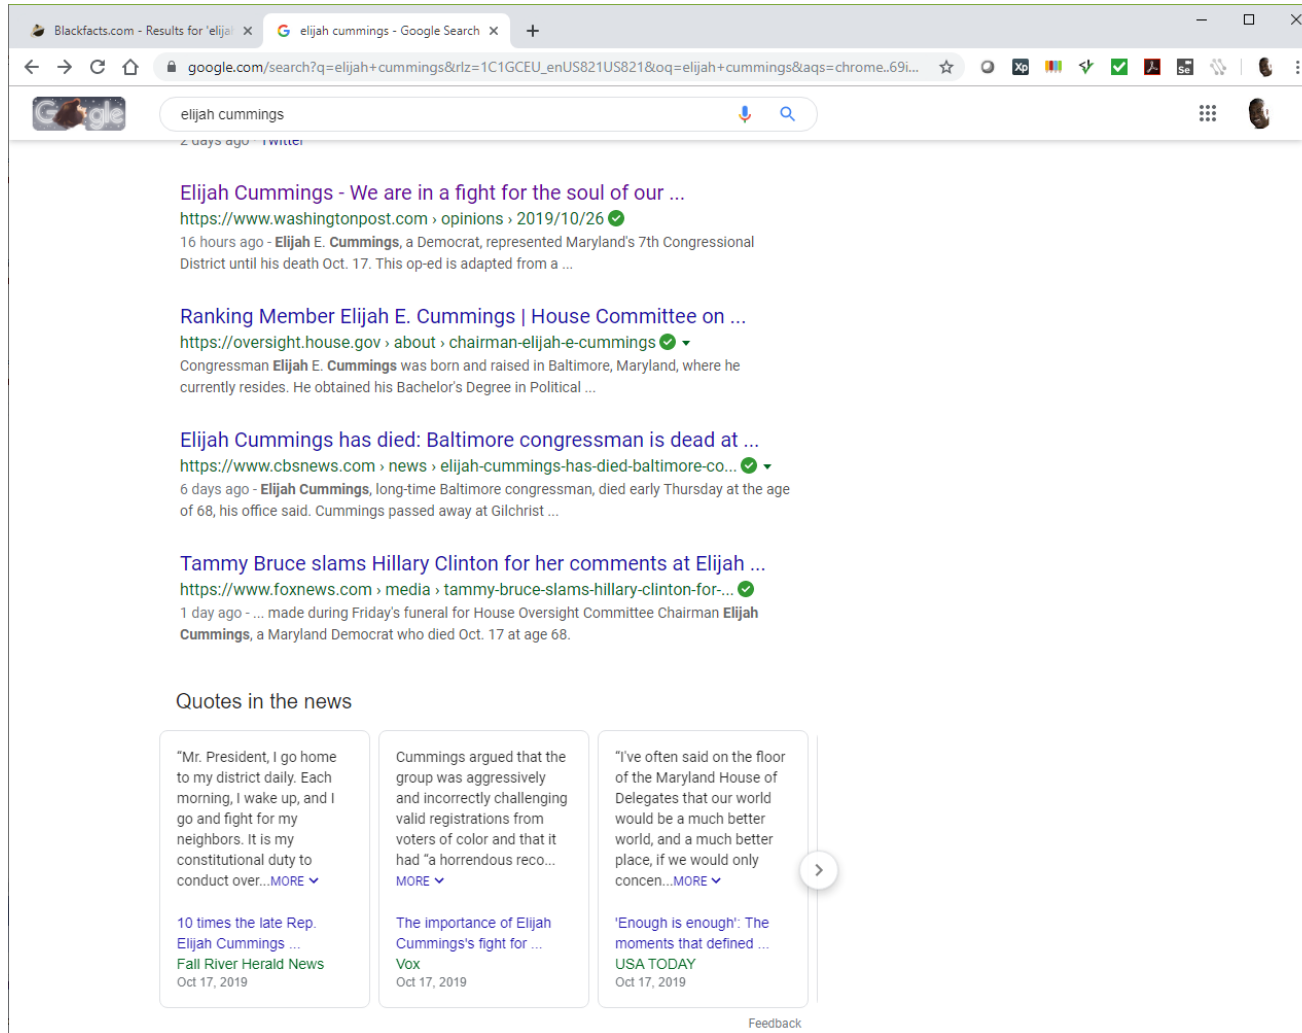 Blackfacts.com - Results for 'elija
elijah cummings - Google Search
google.com/search?q=elijah+cummings&rlz=1C1GCEU_enUS821US821&oq=elijah+cummings&aqs=chrome..69i...
Xp
Se
Google
elijah cummings
2 days ago - Twitter
Elijah Cummings - We are in a fight for the soul of our ...
https://www.washingtonpost.com › opinions › 2019/10/26
16 hours ago - Elijah E. Cummings, a Democrat, represented Maryland's 7th Congressional
District until his death Oct. 17. This op-ed is adapted from a ...
Ranking Member Elijah E. Cummings | House Committee on ...
https://oversight.house.gov › about › chairman-elijah-e-cummings
Congressman Elijah E. Cummings was born and raised in Baltimore, Maryland, where he
currently resides. He obtained his Bachelor's Degree in Political ...
Elijah Cummings has died: Baltimore congressman is dead at ...
https://www.cbsnews.com › news › elijah-cummings-has-died-baltimore-co...
6 days ago - Elijah Cummings, long-time Baltimore congressman, died early Thursday at the age
of 68, his office said. Cummings passed away at Gilchrist ...
Tammy Bruce slams Hillary Clinton for her comments at Elijah ...
https://www.foxnews.com › media › tammy-bruce-slams-hillary-clinton-for-...
1 day ago - ... made during Friday's funeral for House Oversight Committee Chairman Elijah
Cummings, a Maryland Democrat who died Oct. 17 at age 68.
Quotes in the news
“Mr. President, I go home
to my district daily. Each
morning, I wake up, and I
go and fight for my
neighbors. It is my
constitutional duty to
conduct over...MORE
10 times the late Rep.
Elijah Cummings ...
Fall River Herald News
Oct 17, 2019
Cummings argued that the
group was aggressively
and incorrectly challenging
valid registrations from
voters of color and that it
had “a horrendous reco...
MORE
The importance of Elijah
Cummings's fight for ...
Vox
Oct 17, 2019
“I've often said on the floor
of the Maryland House of
Delegates that our world
would be a much better
world, and a much better
place, if we would only
concen...MORE
'Enough is enough': The
moments that defined ...
USA TODAY
Oct 17, 2019
Feedback